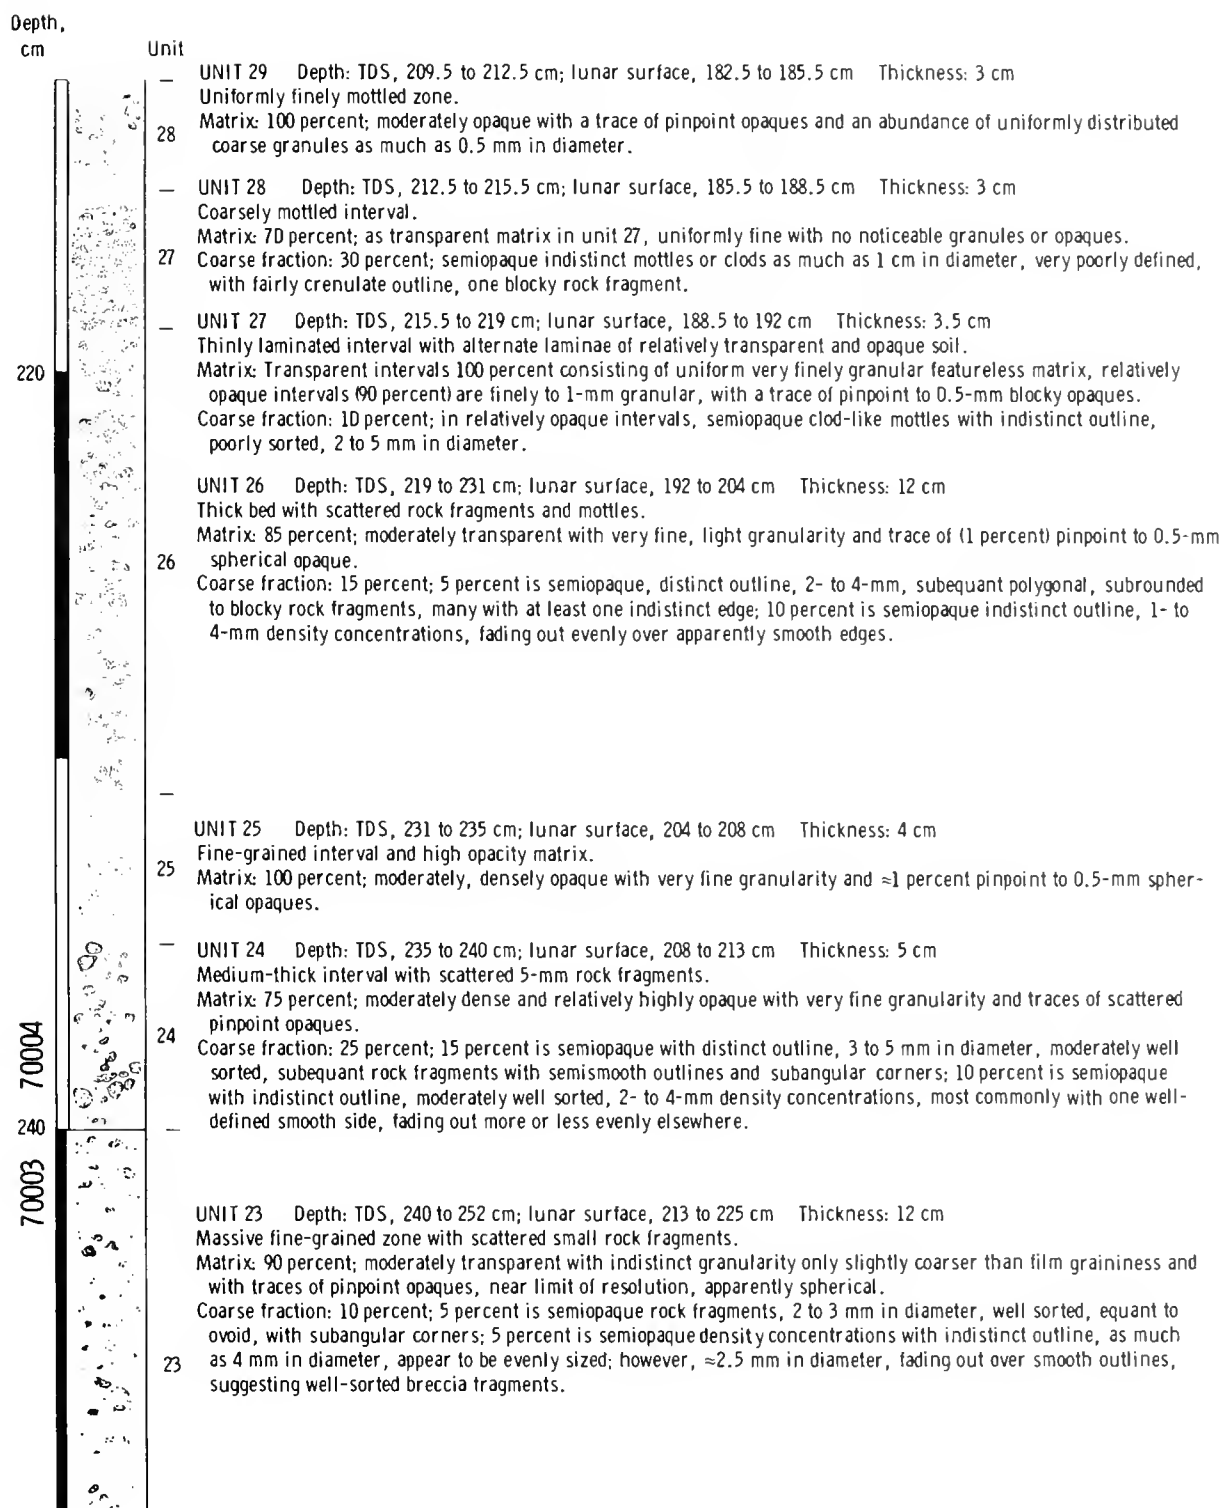 Depth,
cm
Unit
UNIT 29 Depth: TDS, 209.5 to 212.5 cm; lunar surface, 182.5 to 185.5 cm Thickness: 3 cm
Uniformly finely mottled zone.
Matrix: 100 percent; moderately opaque with a trace of pinpoint opaques and an abundance of uniformly distributed
coarse granules as much as 0.5 mm in diameter.
28
UNIT 28 Depth: TDS, 212.5 to 215.5 cm; lunar surface, 185.5 to 188.5 cm Thickness: 3 cm
Coarsely mottled interval.
Matrix: 70 percent; as transparent matrix in unit 27, uniformly fine with no noticeable granules or opaques.
27
Coarse fraction: 30 percent; semiopaque indistinct mottles or clods as much as 1 cm in diameter, very poorly defined,
with fairly crenulate outline, one blocky rock fragment.
UNIT 27 Depth: TDS, 215.5 to 219 cm; lunar surface, 188.5 to 192 cm Thickness: 3.5 cm
Thinly laminated interval with alternate laminae of relatively transparent and opaque soil.
220
Matrix: Transparent intervals 100 percent consisting of uniform very finely granular featureless matrix, relatively
opaque intervals (90 percent) are finely to 1-mm granular, with a trace of pinpoint to 0.5-mm blocky opaques.
Coarse fraction: 10 percent; in relatively opaque intervals, semiopaque clod-like mottles with indistinct outline,
poorly sorted, 2 to 5 mm in diameter.
UNIT 26 Depth: TDS, 219 to 231 cm; lunar surface, 192 to 204 cm Thickness: 12 cm
Thick bed with scattered rock fragments and mottles.
Matrix: 85 percent; moderately transparent with very fine, light granularity and trace of (1 percent) pinpoint to 0.5-mm
spherical opaque.
26
Coarse fraction: 15 percent; 5 percent is semiopaque, distinct outline, 2- to 4-mm, subequant polygonal, subrounded
to blocky rock fragments, many with at least one indistinct edge; 10 percent is semiopaque indistinct outline, 1- to
4-mm density concentrations, fading out evenly over apparently smooth edges.
UNIT 25 Depth: TDS, 231 to 235 cm; lunar surface, 204 to 208 cm Thickness: 4 cm
Fine-grained interval and high opacity matrix.
25
Matrix: 100 percent; moderately, densely opaque with very fine granularity and ≈1 percent pinpoint to 0.5-mm spher-
ical opaques.
UNIT 24 Depth: TDS, 235 to 240 cm; lunar surface, 208 to 213 cm Thickness: 5 cm
Medium-thick interval with scattered 5-mm rock fragments.
Matrix: 75 percent; moderately dense and relatively highly opaque with very fine granularity and traces of scattered
pinpoint opaques.
24
Coarse fraction: 25 percent; 15 percent is semiopaque with distinct outline, 3 to 5 mm in diameter, moderately well
sorted, subequant rock fragments with semismooth outlines and subangular corners; 10 percent is semiopaque
with indistinct outline, moderately well sorted, 2- to 4-mm density concentrations, most commonly with one well-
defined smooth side, fading out more or less evenly elsewhere.
70004
240
70003
UNIT 23 Depth: TDS, 240 to 252 cm; lunar surface, 213 to 225 cm Thickness: 12 cm
Massive fine-grained zone with scattered small rock fragments.
Matrix: 90 percent; moderately transparent with indistinct granularity only slightly coarser than film graininess and
with traces of pinpoint opaques, near limit of resolution, apparently spherical.
Coarse fraction: 10 percent; 5 percent is semiopaque rock fragments, 2 to 3 mm in diameter, well sorted, equant to
ovoid, with subangular corners; 5 percent is semiopaque density concentrations with indistinct outline, as much
23
as 4 mm in diameter, appear to be evenly sized; however, ≈2.5 mm in diameter, fading out over smooth outlines,
suggesting well-sorted breccia fragments.